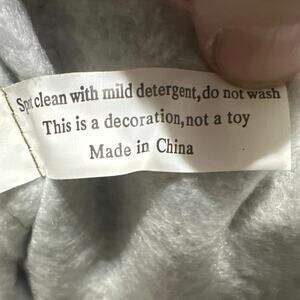 Spot clean with mild detergent,do not wash
This is a decoration,not a toy
Made in China